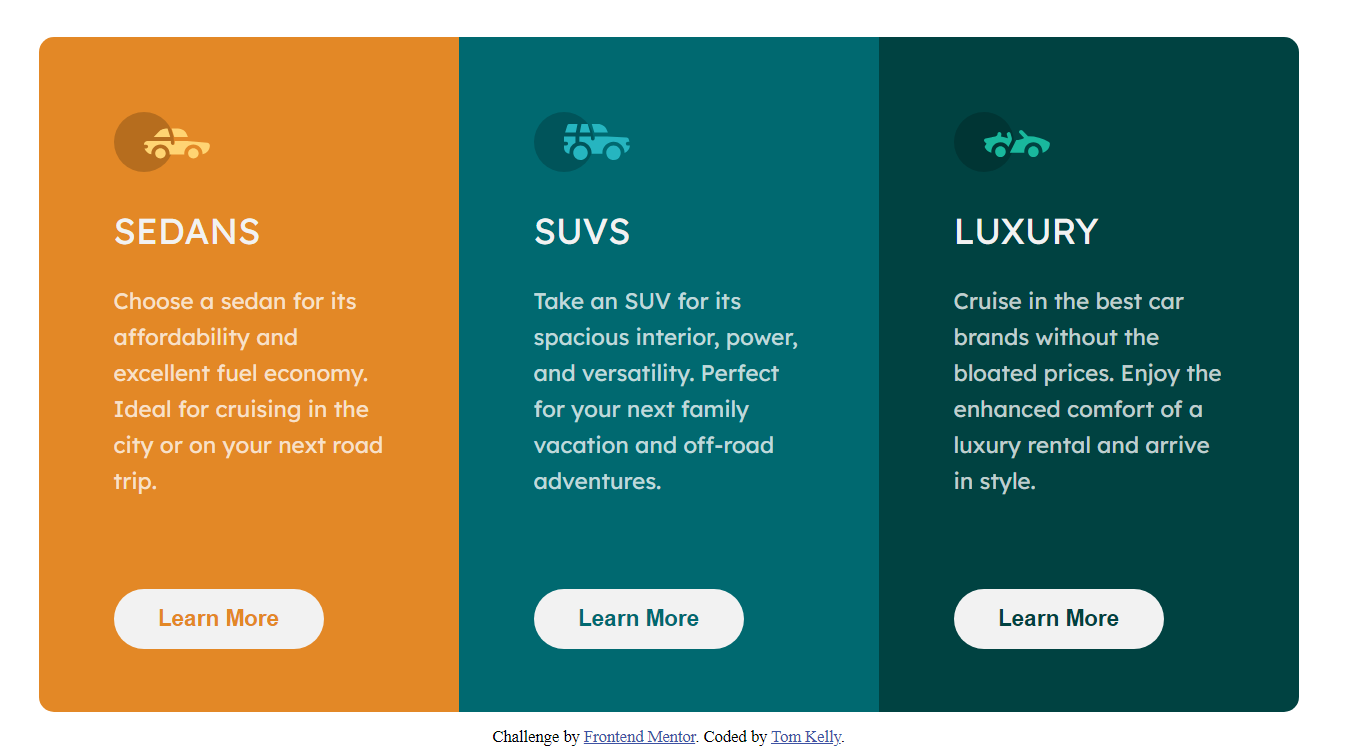 SEDANS
Choose a sedan for its
affordability and
excellent fuel economy.
Ideal for cruising in the
city or on your next road
trip.
Learn More
SUVS
Take an SUV for its
spacious interior, power,
and versatility. Perfect
for your next family
vacation and off-road
adventures.
Learn More
LUXURY
Cruise in the best car
brands without the
bloated prices. Enjoy the
enhanced comfort of a
luxury rental and arrive
in style.
Learn More
Challenge by Frontend Mentor. Coded by Tom Kelly.